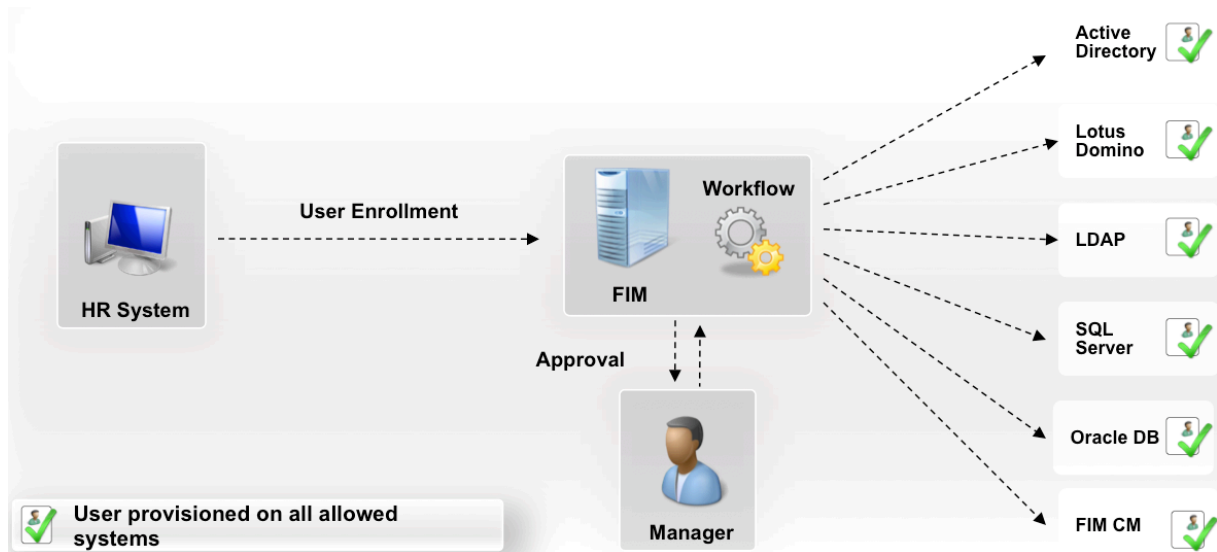 Active
Directory
Lotus
Domino
Workflow
User Enrollment
LDAP
FIM
HR System
SQL
Server
Approval
Oracle DB
User provisioned on all allowed
systems
Manager
FIM CM